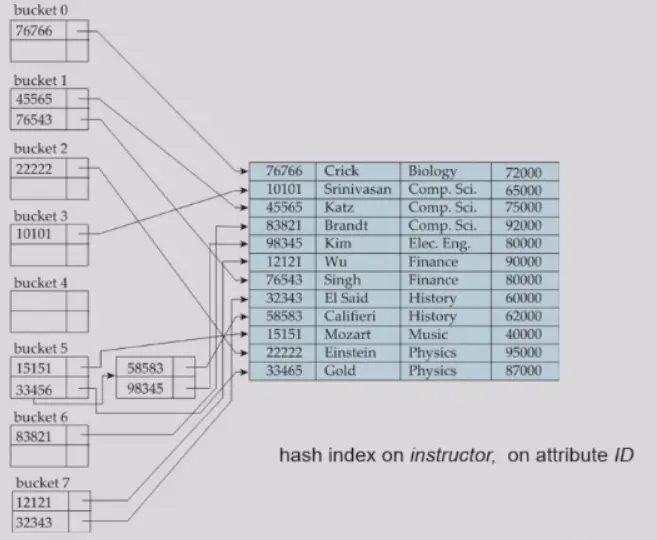 bucket 0
76766
bucket 1
45565
76543
bucket 2
22222
bucket 3
10101
bucket 4
bucket 5
15151
33456
58583
98345
bucket 6
83821
bucket 7
12121
32343
76766 Crick Biology 72000
10101 Srinivasan Comp. Sci. 65000
45565 Katz Comp. Sci. 75000
83821 Brandt Comp. Sci. 92000
98345 Kim Elec. Eng. 80000
12121 Wu Finance 90000
76543 Singh Finance 80000
32343 El Said History 60000
58583 Califieri History 62000
15151 Mozart Music 40000
22222 Einstein Physics 95000
33465 Gold Physics 87000
hash index on instructor, on attribute ID